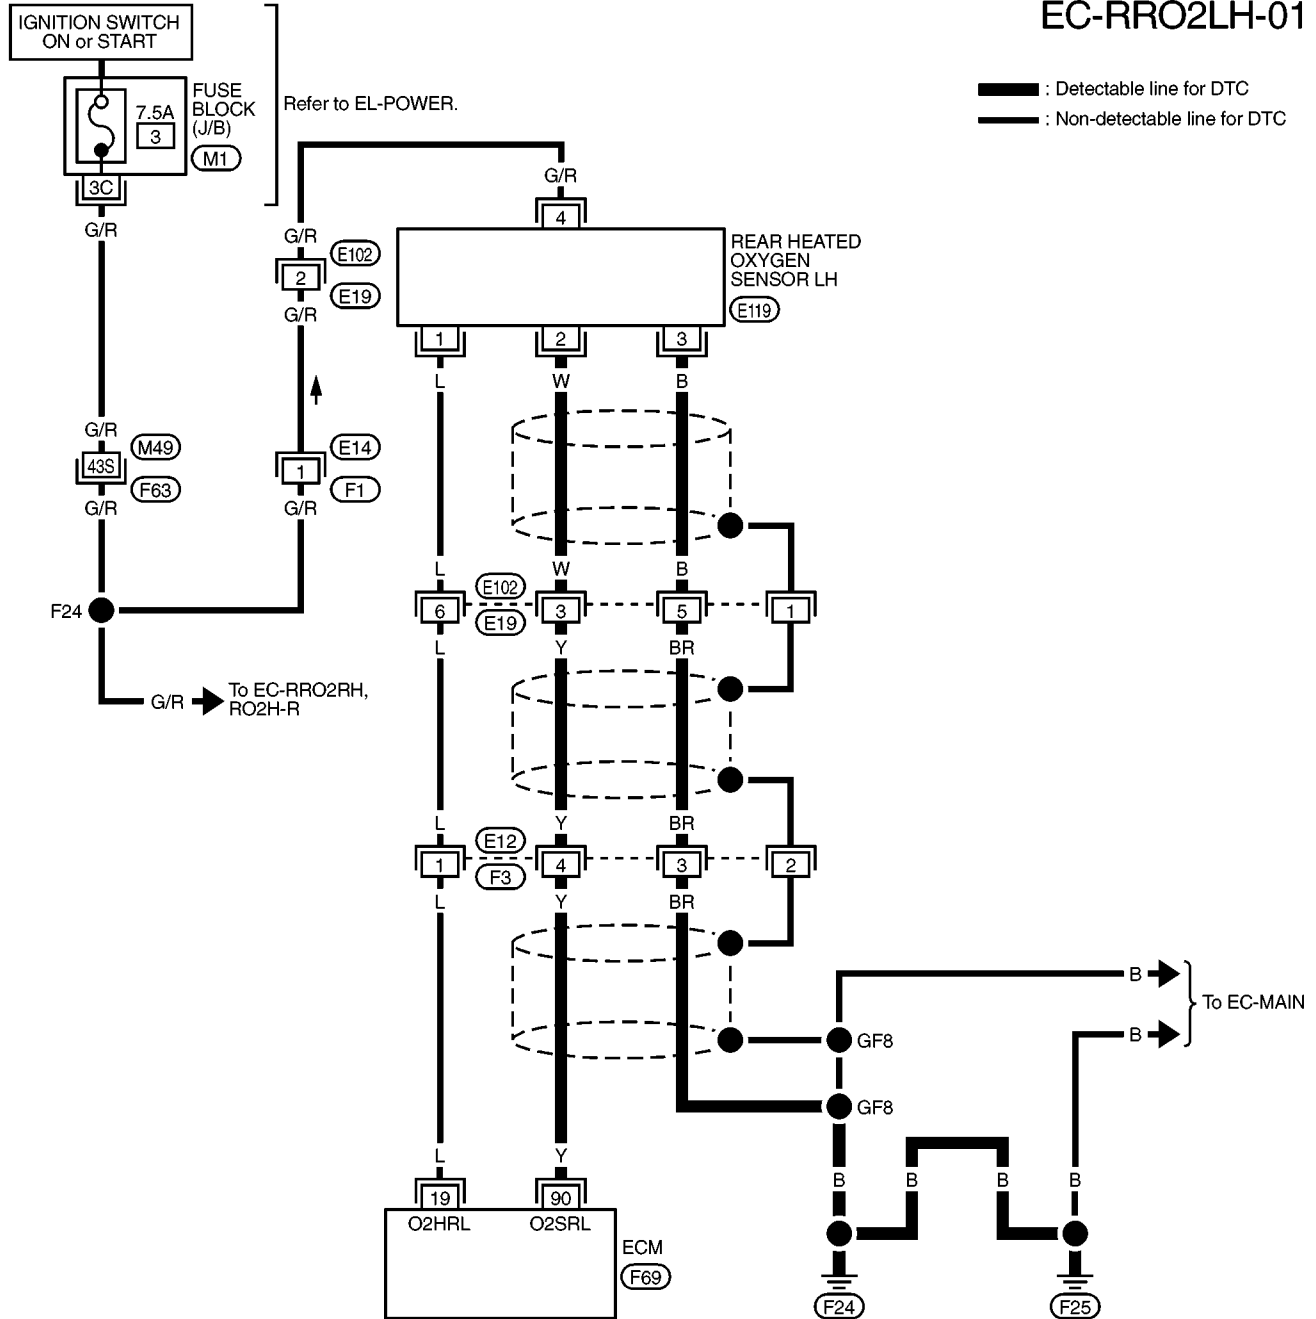 EC-RRO2LH-01
IGNITION SWITCH
ON or START
FUSE
BLOCK
(J/B)
M1
7.5A
3
3C
Refer to EL-POWER.
: Detectable line for DTC
: Non-detectable line for DTC
G/R
G/R
4
G/R
E102
2
E19
G/R
REAR HEATED
OXYGEN
SENSOR LH
E119
1
2
3
L
W
B
G/R
M49
43S
F63
G/R
E14
1
F1
G/R
L
W
B
E102
E19
6
3
5
1
F24
L
Y
BR
G/R
To EC-RRO2RH,
RO2H-R
L
Y
BR
E12
F3
1
4
3
2
L
Y
BR
B
To EC-MAIN
B
GF8
GF8
L
Y
B
B
B
B
19
90
O2HRL
O2SRL
ECM
F69
F24
F25